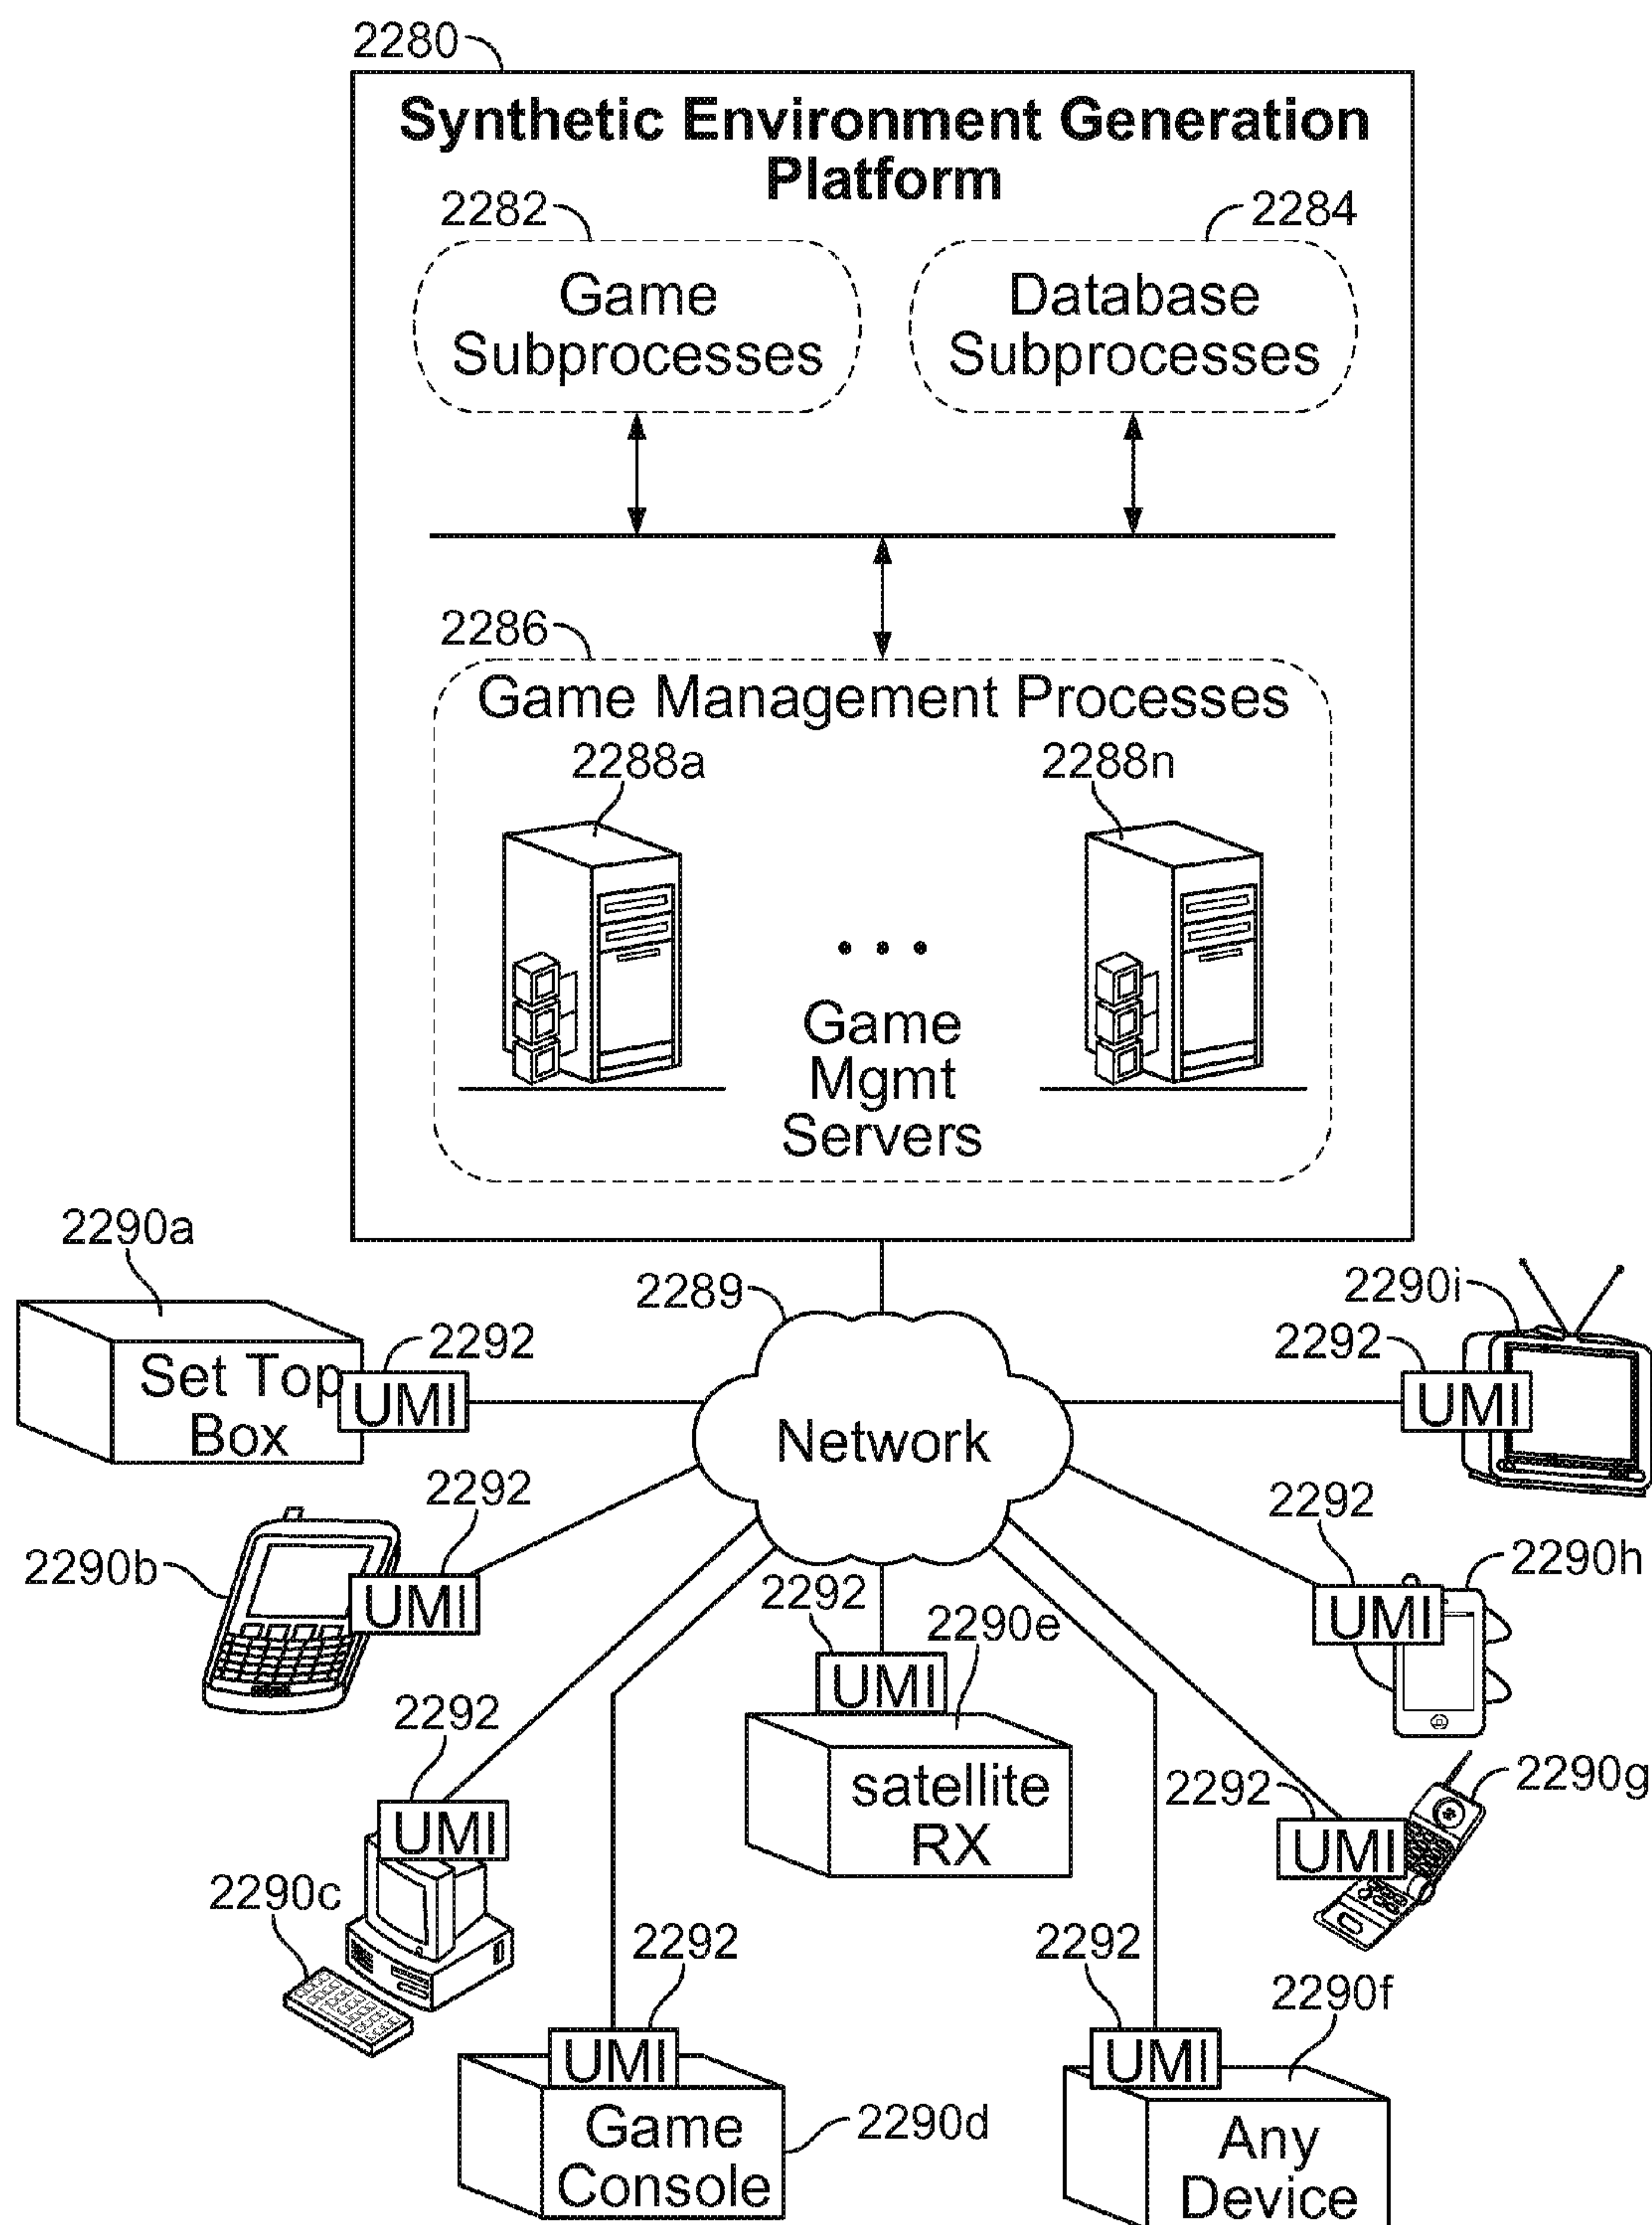 2280
Synthetic Environment Generation
Platform
2282
2284
Game
Subprocesses
Database
Subprocesses
2286
Game Management Processes
2288a
2288n
...
Game
Mgmt
Servers
2290a
2289
2290i
2292
2292
Set Top
Box
UMI
UMI
Network
2292
2292
2290b
2290h
UMI
UMI
2292
2290e
UMI
2292
satellite
RX
2292
2290g
UMI
UMI
2290c
2292
2292
2290f
UMI
UMI
Game
Console
2290d
Any
Device